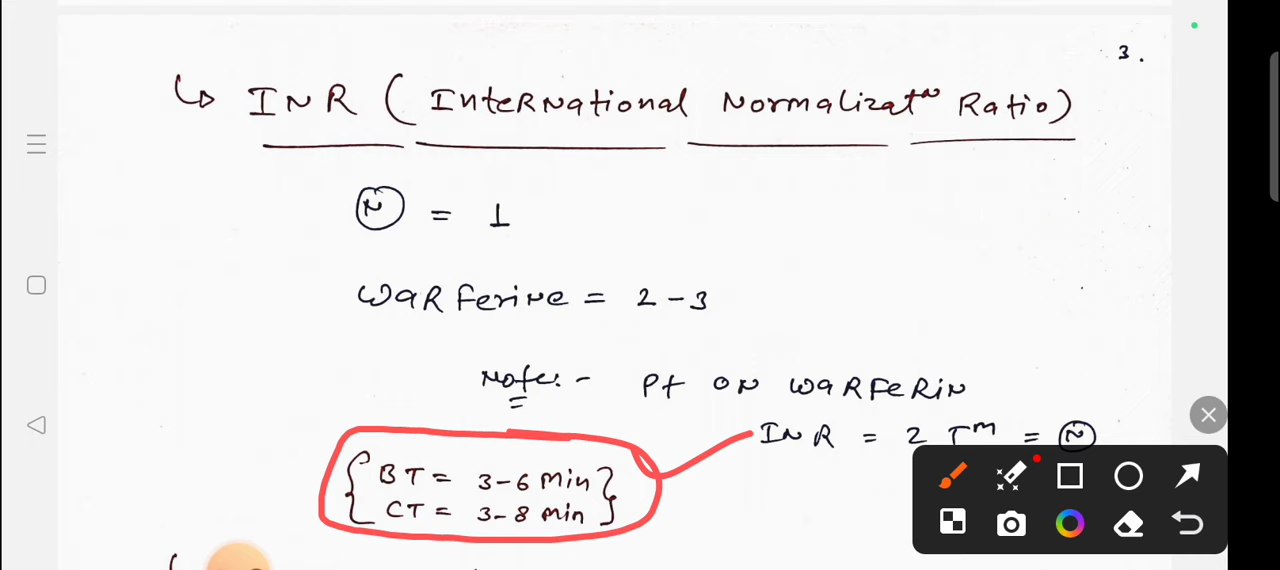 3.
INR (InteRNational Normalizatn Ratio)
N = 1
WaRferine = 2-3
Note:- Pt ON WaRFeRiN
INR = 2 Tm = N
BT = 3-6 Min
CT = 3-8 Min